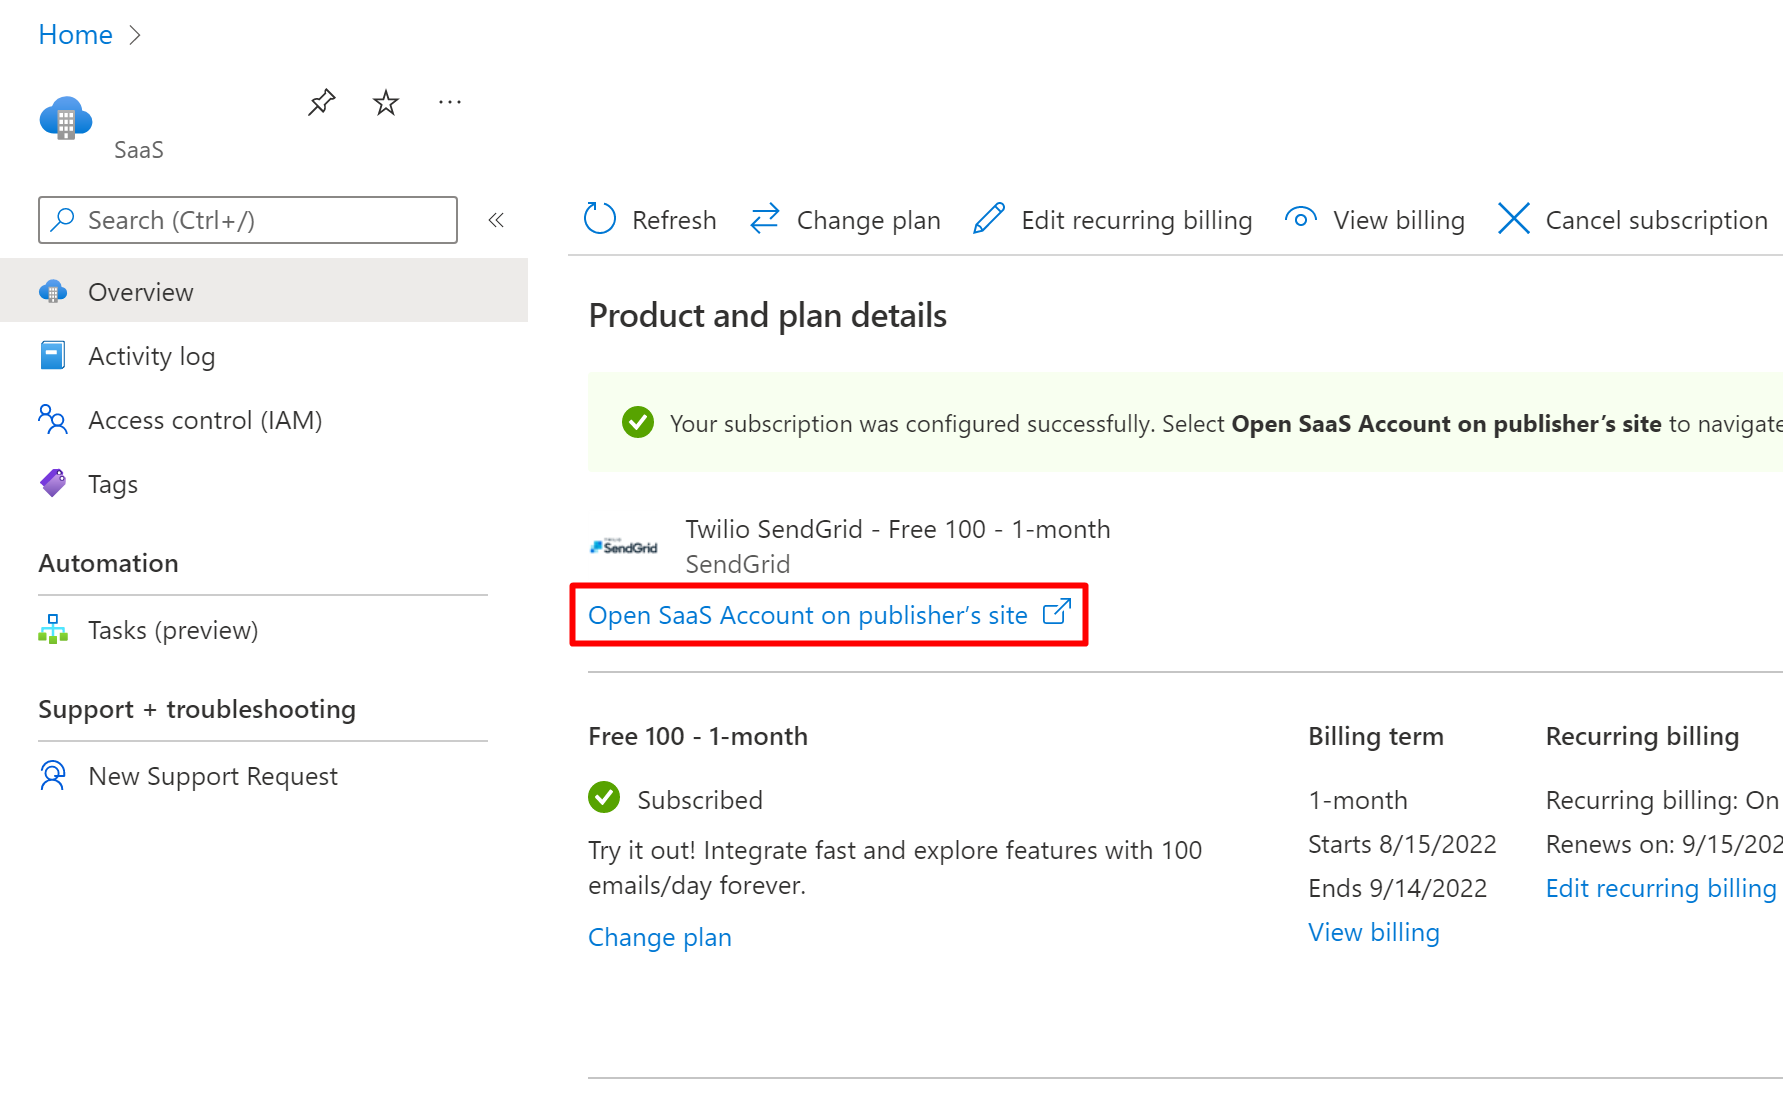 Home
SaaS
Search (Ctrl+/)
Overview
Activity log
Access control (IAM)
Tags
Automation
Tasks (preview)
Support + troubleshooting
New Support Request
Refresh Change plan Edit recurring billing View billing Cancel subscription
Product and plan details
Your subscription was configured successfully. Select Open SaaS Account on publisher’s site to navigate
Twilio SendGrid - Free 100 - 1-month
SendGrid
SendGrid
Open SaaS Account on publisher’s site
Free 100 - 1-month
Subscribed
Try it out! Integrate fast and explore features with 100
emails/day forever.
Change plan
Billing term
1-month
Starts 8/15/2022
Ends 9/14/2022
View billing
Recurring billing
Recurring billing: On
Renews on: 9/15/202
Edit recurring billing